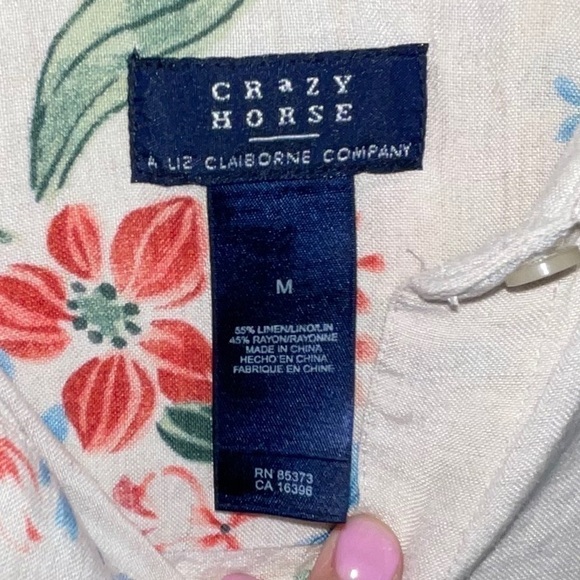 CRaZY
HORSE
A LIZ CLAIBORNE COMPANY
M
55% LINEN/LINO/LIN
45% RAYON/RAYONNE
MADE IN CHINA
HECHO EN CHINA
FABRIQUE EN CHINE
RN 85373
CA 16396